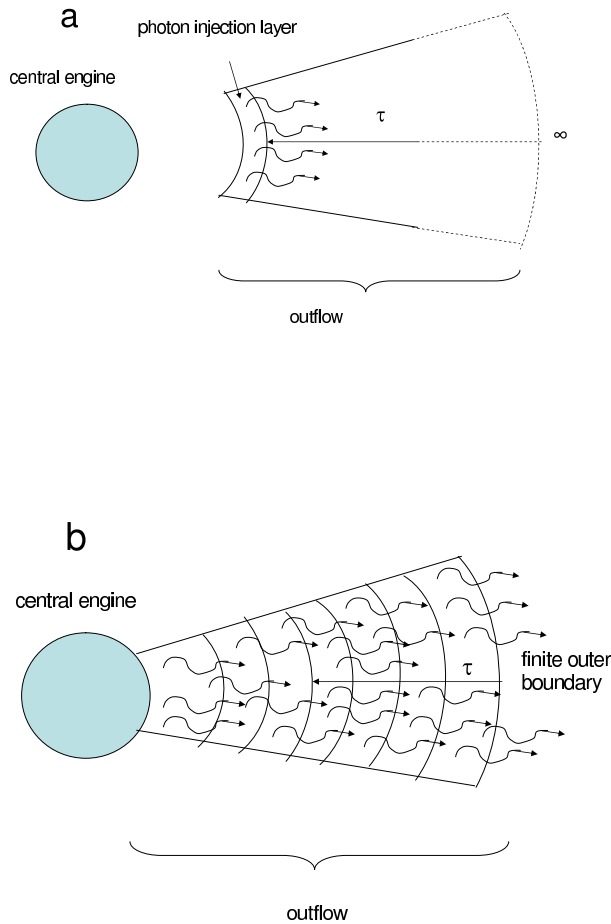 a
photon injection layer
central engine
τ
∞
outflow
b
central engine
τ
finite outer
boundary
outflow